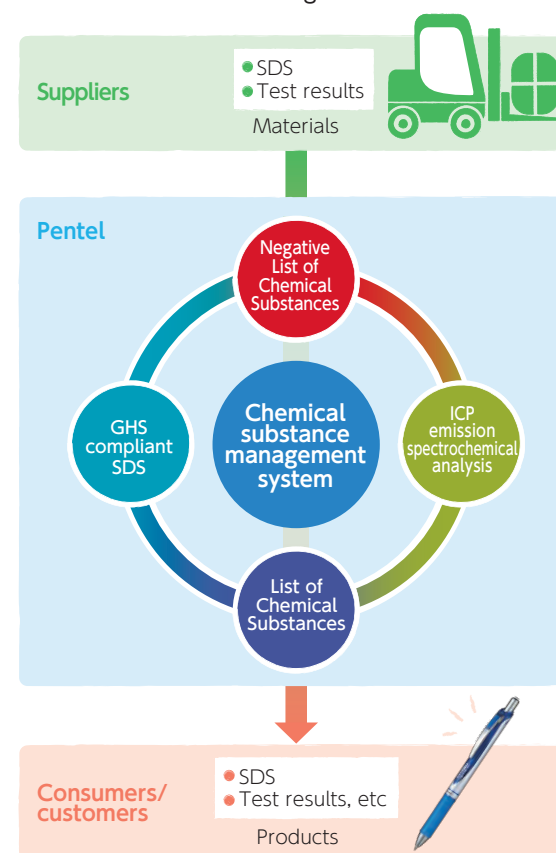 Suppliers
SDS
Test results
Materials
Pentel
Negative
List of
Chemical
Substances
GHS
compliant
SDS
Chemical
substance
management
system
ICP
emission
spectrochemical
analysis
List of
Chemical
Substances
Consumers/
customers
SDS
Test results, etc
Products